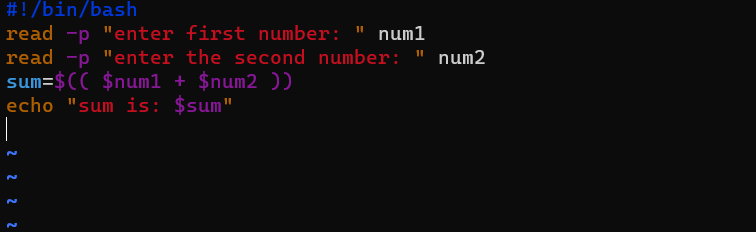 #!/bin/bash
read -p "enter first number: " num1
read -p "enter the second number: " num2
sum=$(( $num1 + $num2 ))
echo "sum is: $sum"
~
~
~
~